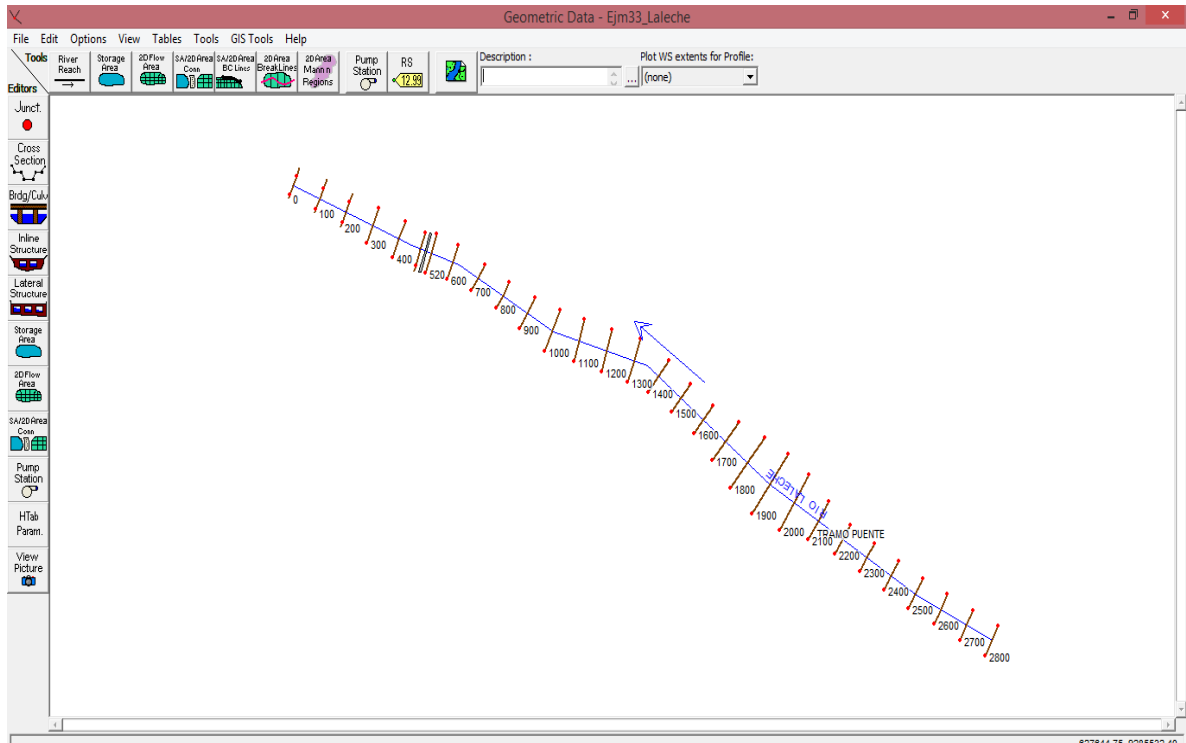 Geometric Data - Ejm33_Laleche
File Edit Options View Tables Tools GIS Tools Help
Tools
Editors
River Reach
Storage Area
2D Flow Area
SA/2D Area Conn
SA/2D Area BC Lines
2D Area BreakLines
2D Area Mann n Regions
Pump Station
RS
12.99
Description :
...
Plot WS extents for Profile:
(none)
Junct.
Cross Section
Brdg/Culv
Inline Structure
Lateral Structure
Storage Area
2D Flow Area
SA/2D Area Conn
Pump Station
HTab Param.
View Picture
0
100
200
300
400
520
600
700
800
900
1000
1100
1200
1300
1400
1500
1600
1700
1800
1900
2000
2100
2200
2300
2400
2500
2600
2700
2800
RIO LALECHE
TRAMO PUENTE